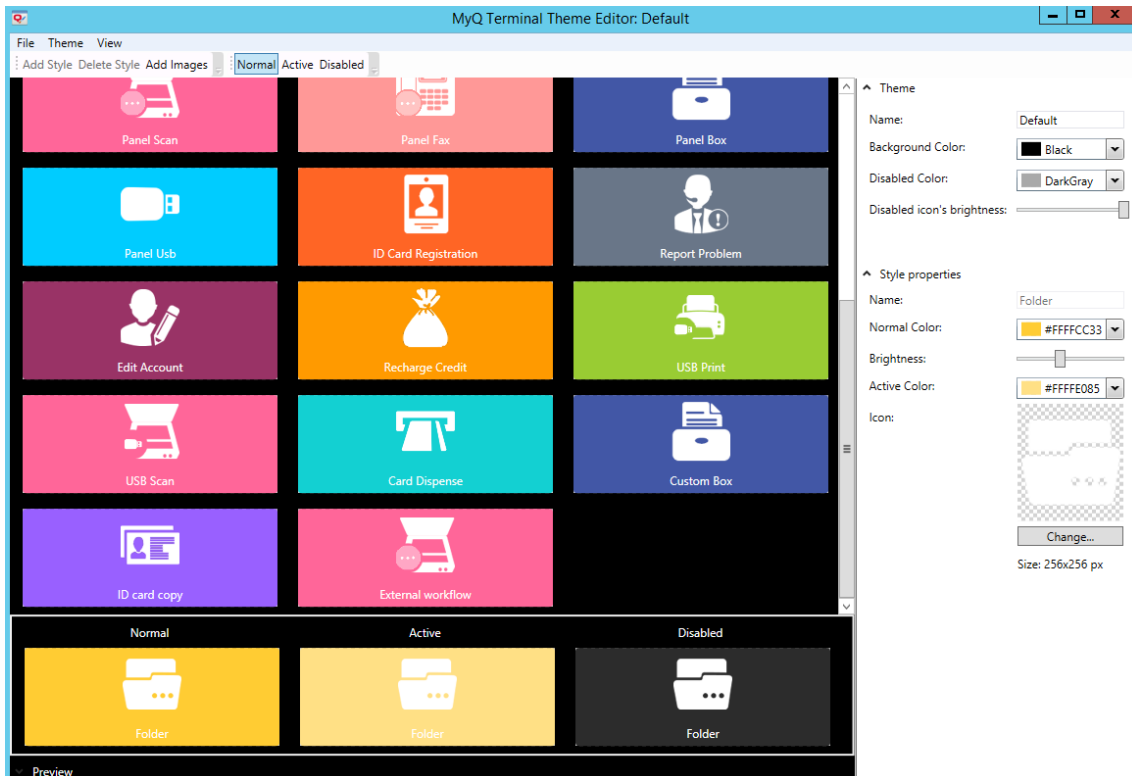 MyQ Terminal Theme Editor: Default
File Theme View
Add Style Delete Style Add Images Normal Active Disabled
Panel Scan Panel Fax Panel Box
Panel Usb ID Card Registration Report Problem
Edit Account Recharge Credit USB Print
USB Scan Card Dispense Custom Box
ID card copy External workflow
Normal Active Disabled
Folder Folder Folder
Preview
Theme
Name: Default
Background Color: Black
Disabled Color: DarkGray
Disabled icon's brightness:
Style properties
Name: Folder
Normal Color: #FFFFCC33
Brightness:
Active Color: #FFFFE085
Icon:
Change...
Size: 256x256 px